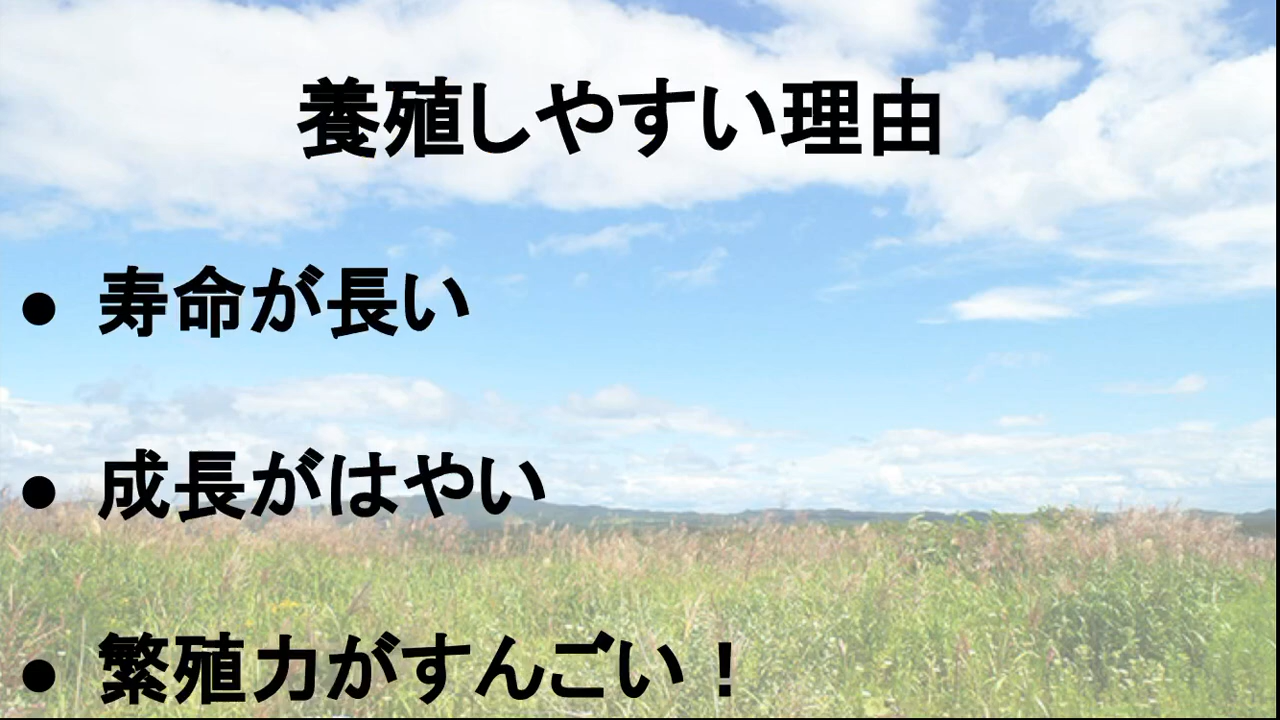 養殖しやすい理由
● 寿命が長い
● 成長がはやい
● 繁殖力がすんごい！